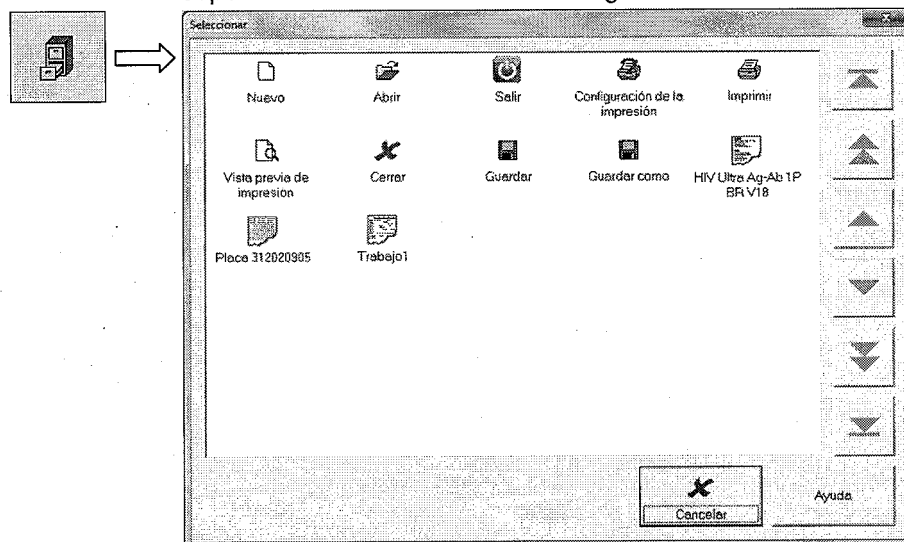 Seleccionar
Nuevo
Abrir
Salir
Configuración de la
impresión
Imprimir
Vista previa de
impresion
Cerrar
Guardar
Guardar como
HIV Ultra Ag-Ab 1P
BR V18
Placa 312020905
Trabajo1
Cancelar
Ayuda